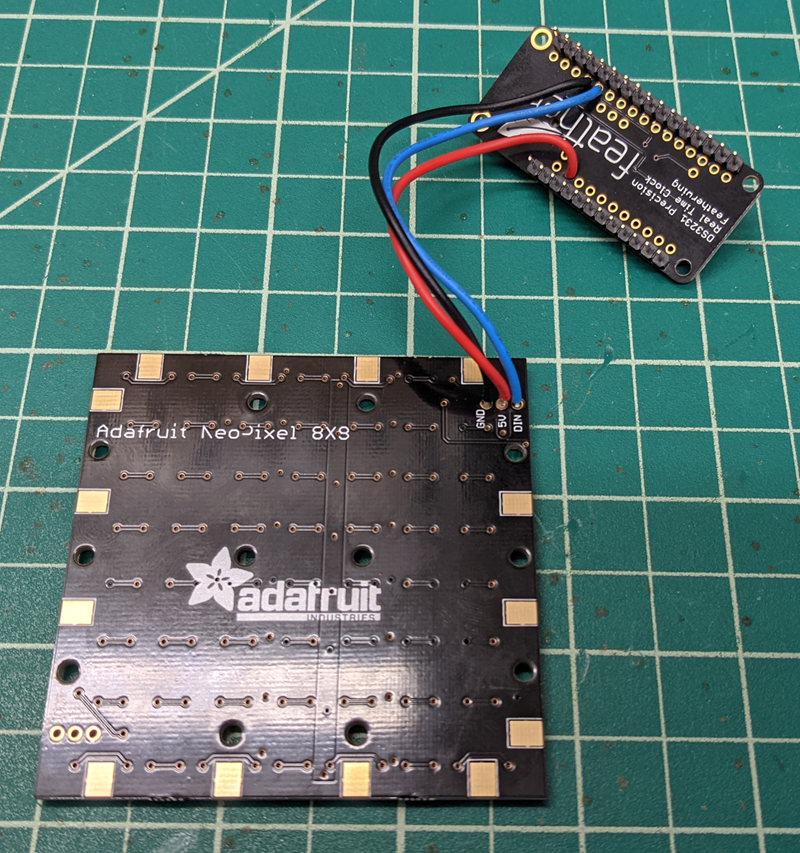 feather
DS3231 Precision
Real Time Clock
FeatherWing
GND
5V
DIN
Adafruit NeoPixel 8X8
adafruit
INDUSTRIES